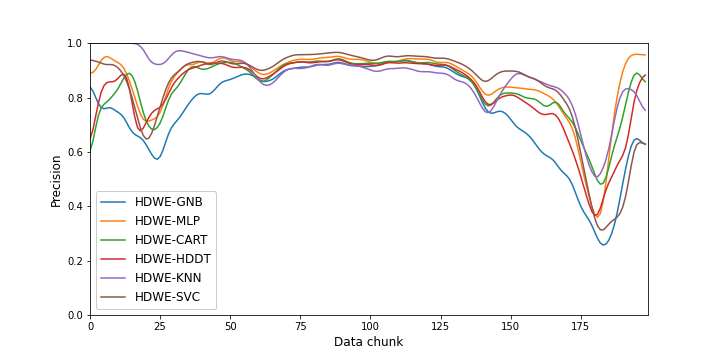 1.0
0.8
0.6
0.4
0.2
0.0
Precision
HDWE-GNB
HDWE-MLP
HDWE-CART
HDWE-HDDT
HDWE-KNN
HDWE-SVC
0 25 50 75 100 125 150 175
Data chunk